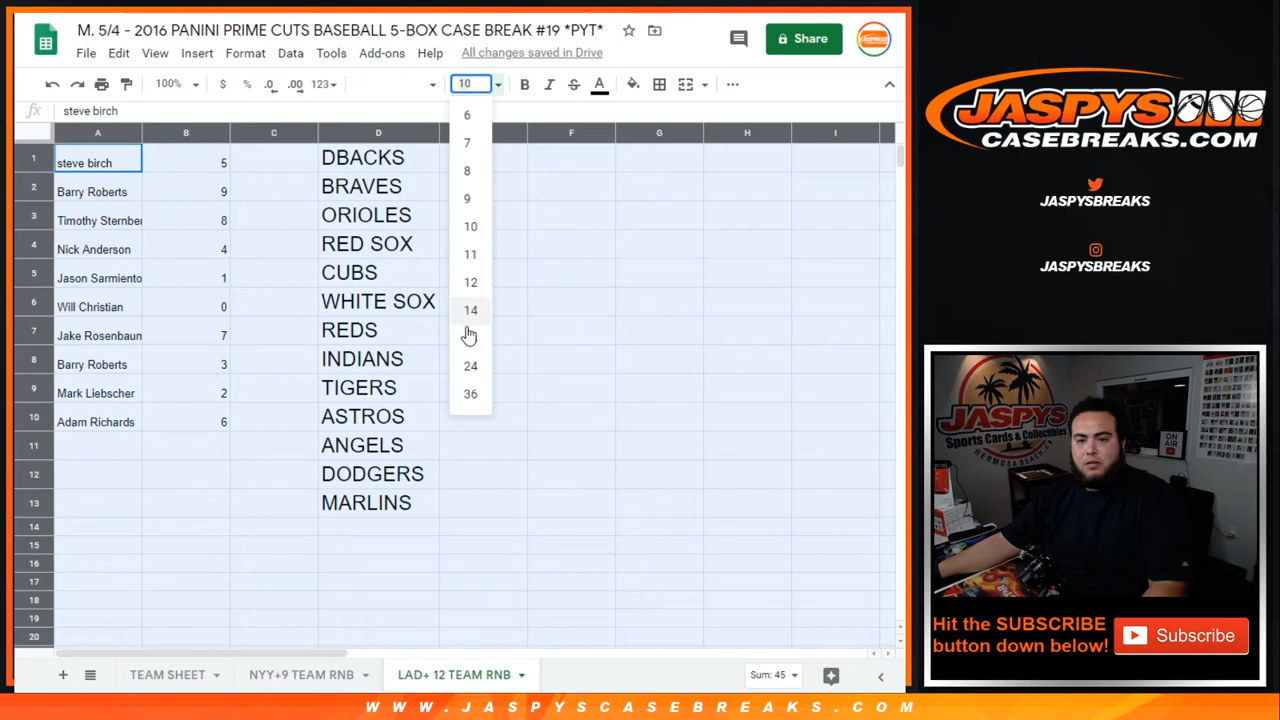 M. 5/4 - 2016 PANINI PRIME CUTS BASEBALL 5-BOX CASE BREAK #19 *PYT*
File Edit View Insert Format Data Tools Add-ons Help All changes saved in Drive
Share
100% $ % .0 .00 123 10 B I S A
fx steve birch
A B C D F G H I
1 steve birch 5 DBACKS
2 Barry Roberts 9 BRAVES
3 Timothy Sternber 8 ORIOLES
4 Nick Anderson 4 RED SOX
5 Jason Sarmiento 1 CUBS
6 Will Christian 0 WHITE SOX
7 Jake Rosenbaun 7 REDS
8 Barry Roberts 3 INDIANS
9 Mark Liebscher 2 TIGERS
10 Adam Richards 6 ASTROS
11 ANGELS
12 DODGERS
13 MARLINS
14
15
16
17
18
19
20
6
7
8
9
10
11
12
14
24
36
TEAM SHEET NYY+9 TEAM RNB LAD+ 12 TEAM RNB Sum: 45
JASPYS
CASEBREAKS.COM
JASPYSBREAKS
JASPYSBREAKS
JASPYS
Sports Cards & Collectibles
HERMOSA BEACH, CA
ON AIR
Hit the SUBSCRIBE
button down below!
Subscribe
WWW.JASPYSCASEBREAKS.COM